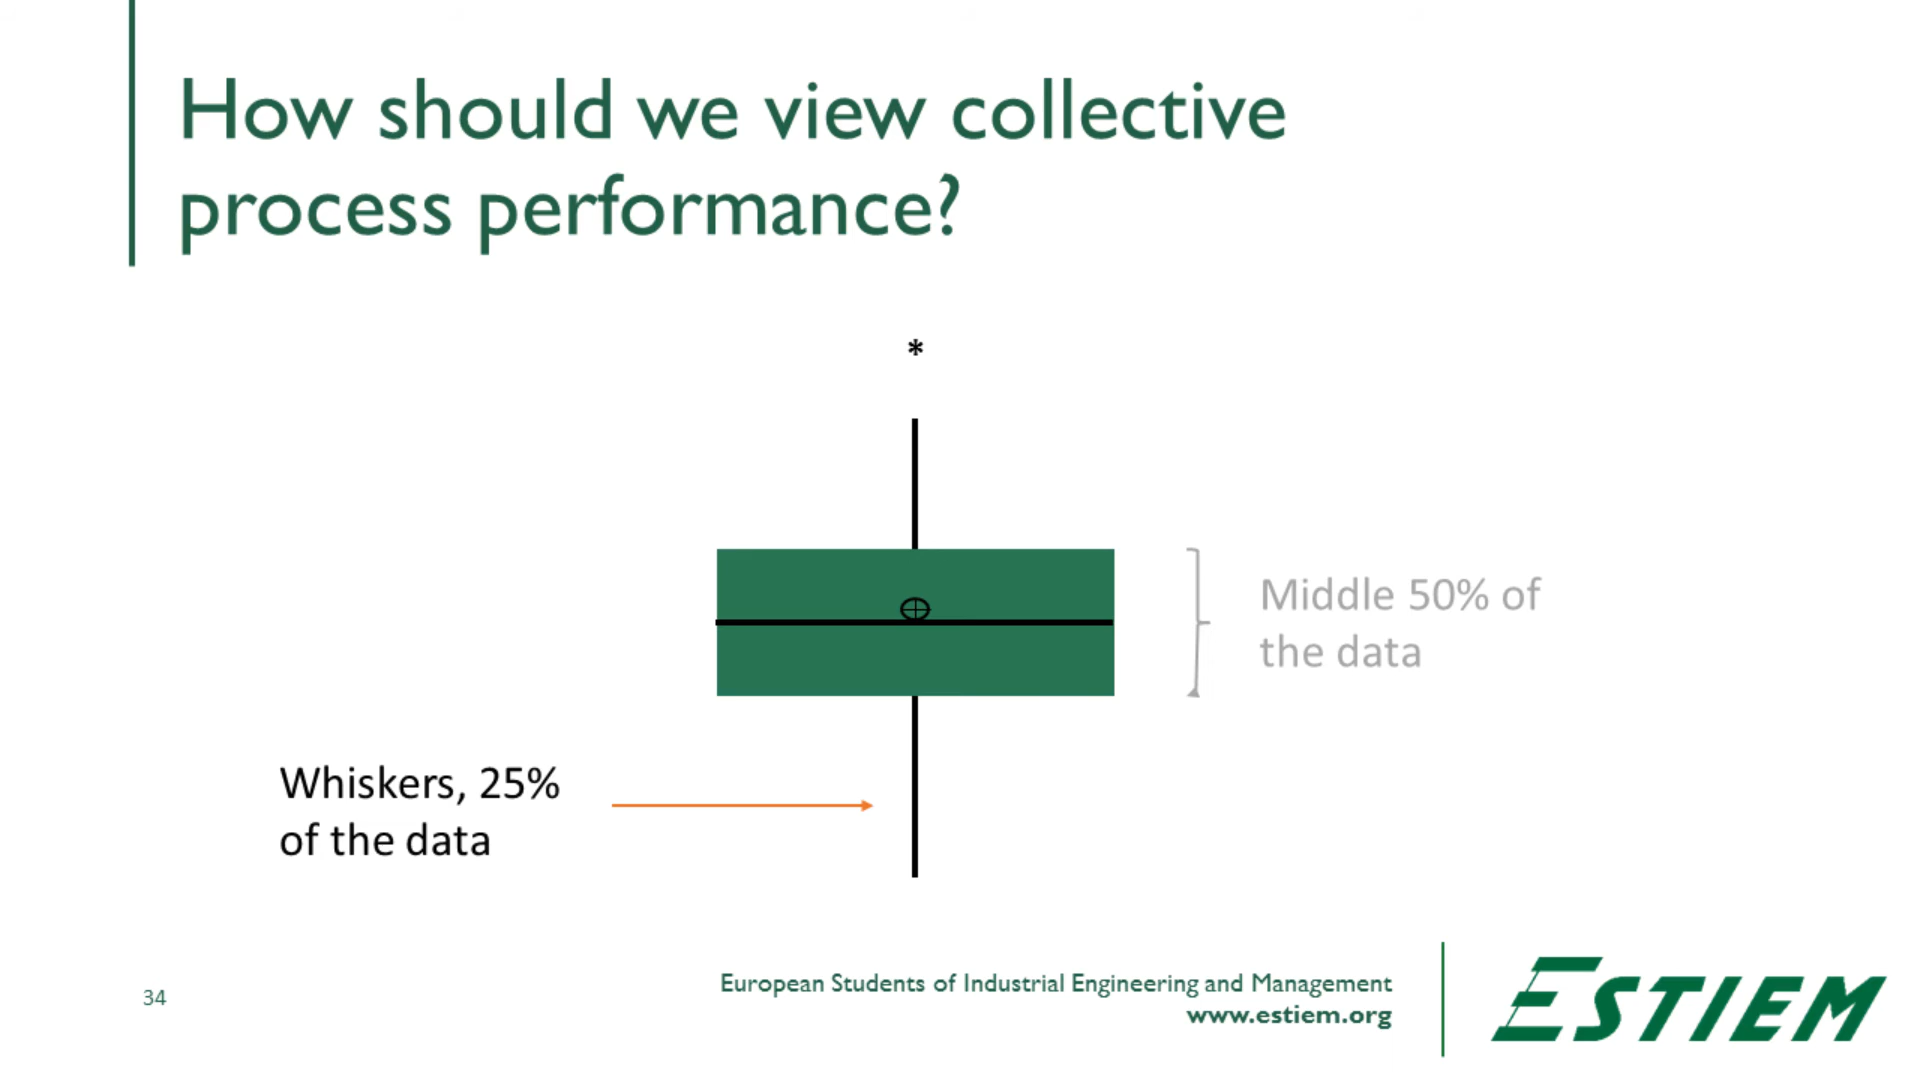 How should we view collective
process performance?
*
Middle 50% of
the data
Whiskers, 25%
of the data
34
European Students of Industrial Engineering and Management
www.estiem.org
ESTIEM